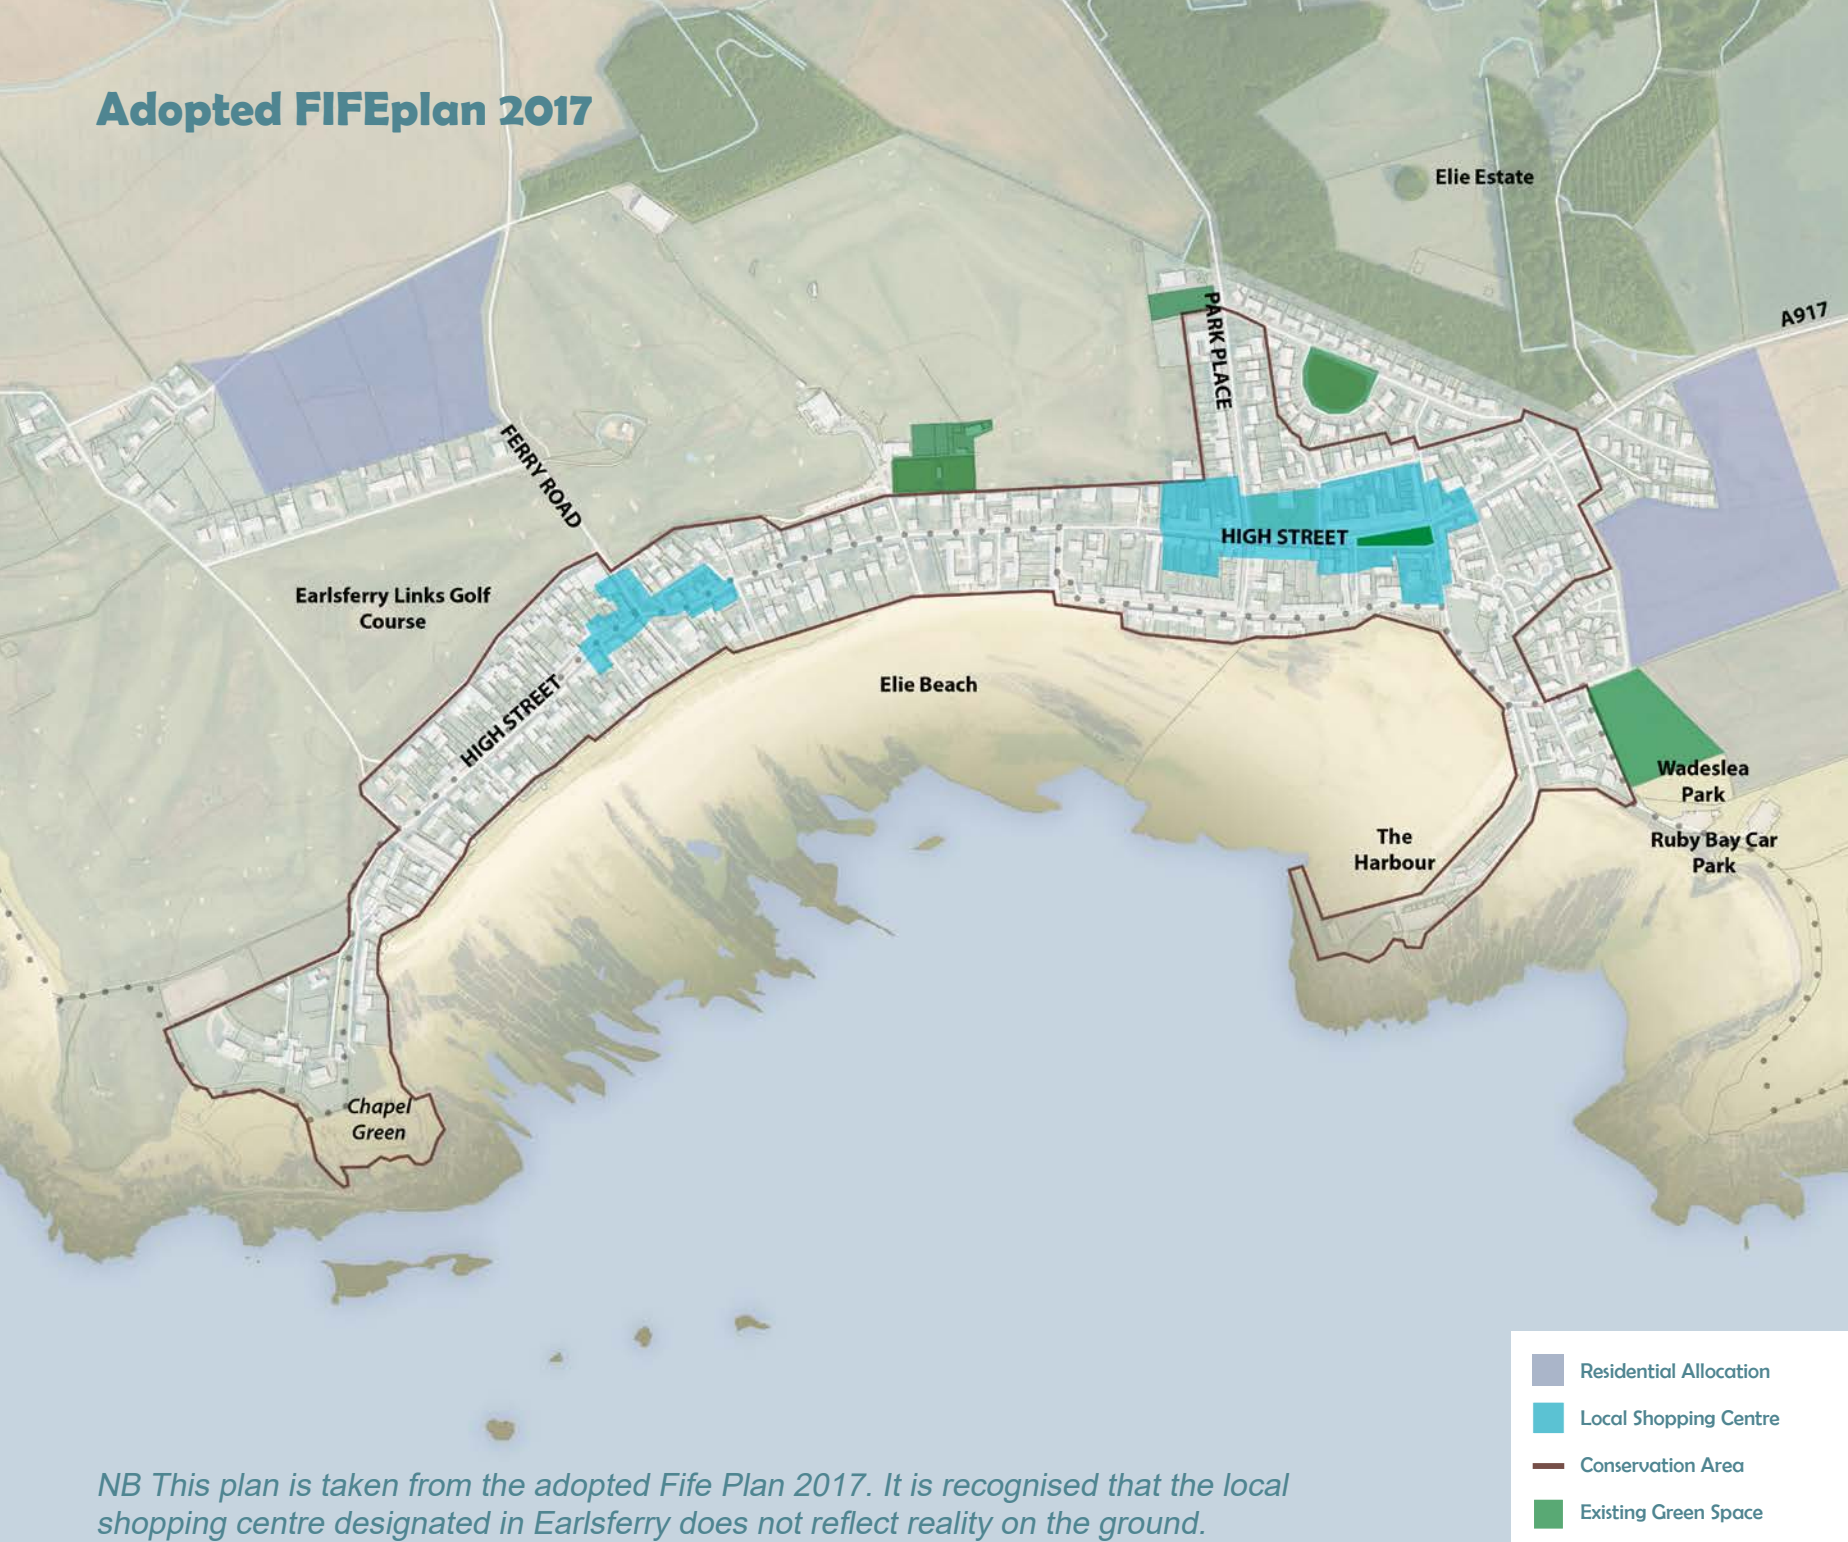 Adopted FIFEplan 2017
Elie Estate
A917
PARK PLACE
FERRY ROAD
HIGH STREET
Earlsferry Links Golf
Course
HIGH STREET
Elie Beach
Wadeslea
Park
The
Harbour
Ruby Bay Car
Park
Chapel
Green
Residential Allocation
Local Shopping Centre
Conservation Area
Existing Green Space
NB This plan is taken from the adopted Fife Plan 2017. It is recognised that the local
shopping centre designated in Earlsferry does not reflect reality on the ground.